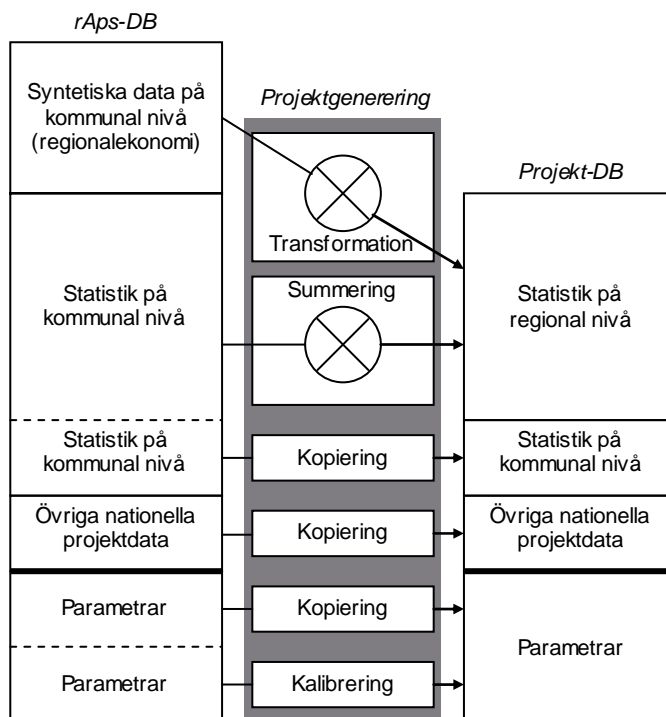 rAps-DB
Syntetiska data på
kommunal nivå
(regionalekonomi)
Statistik på
kommunal nivå
Statistik på
kommunal nivå
Övriga nationella
projektdata
Parametrar
Parametrar
Projektgenerering
Transformation
Summering
Kopiering
Kopiering
Kopiering
Kalibrering
Projekt-DB
Statistik på
regional nivå
Statistik på
kommunal nivå
Övriga nationella
projektdata
Parametrar